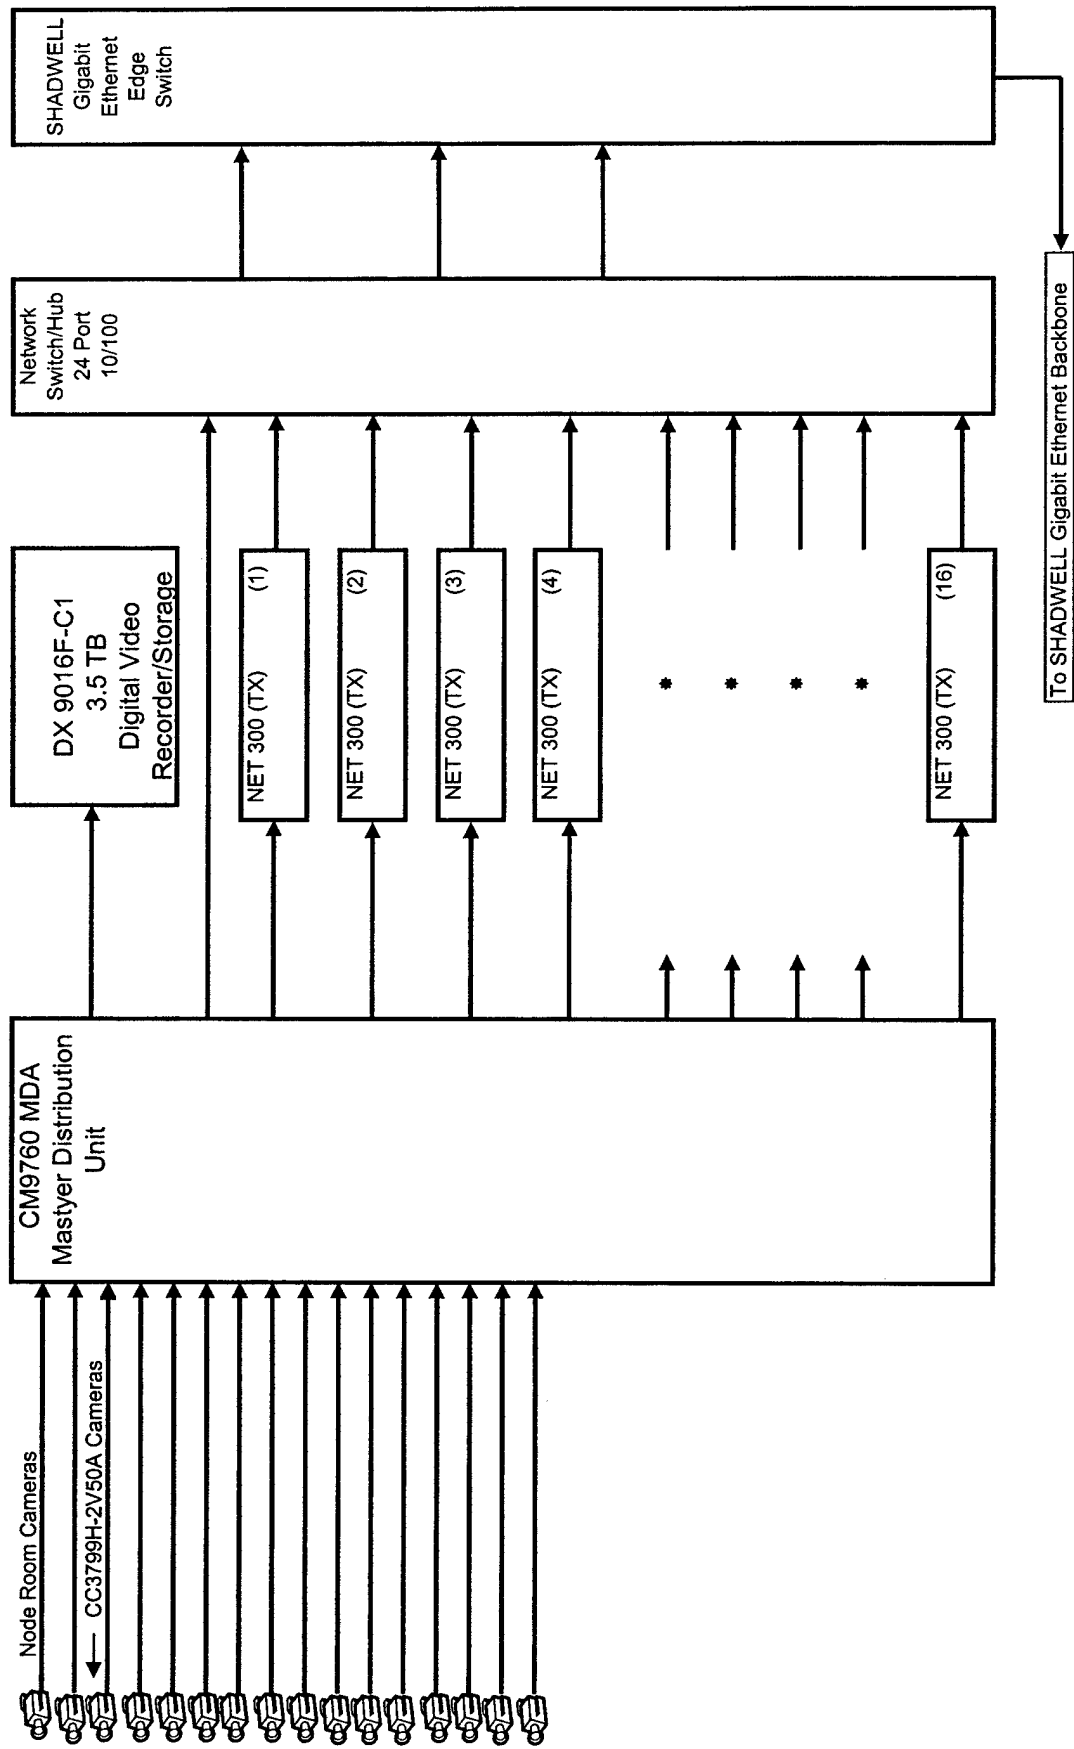 Node Room Cameras
CC3799H-2V50A Cameras
CM9760 MDA
Mastyer Distribution
Unit
DX 9016F-C1
3.5 TB
Digital Video
Recorder/Storage
NET 300 (TX) (1)
NET 300 (TX) (2)
NET 300 (TX) (3)
NET 300 (TX) (4)
NET 300 (TX) (16)
Network
Switch/Hub
24 Port
10/100
SHADWELL
Gigabit
Ethernet
Edge
Switch
To SHADWELL Gigabit Ethernet Backbone